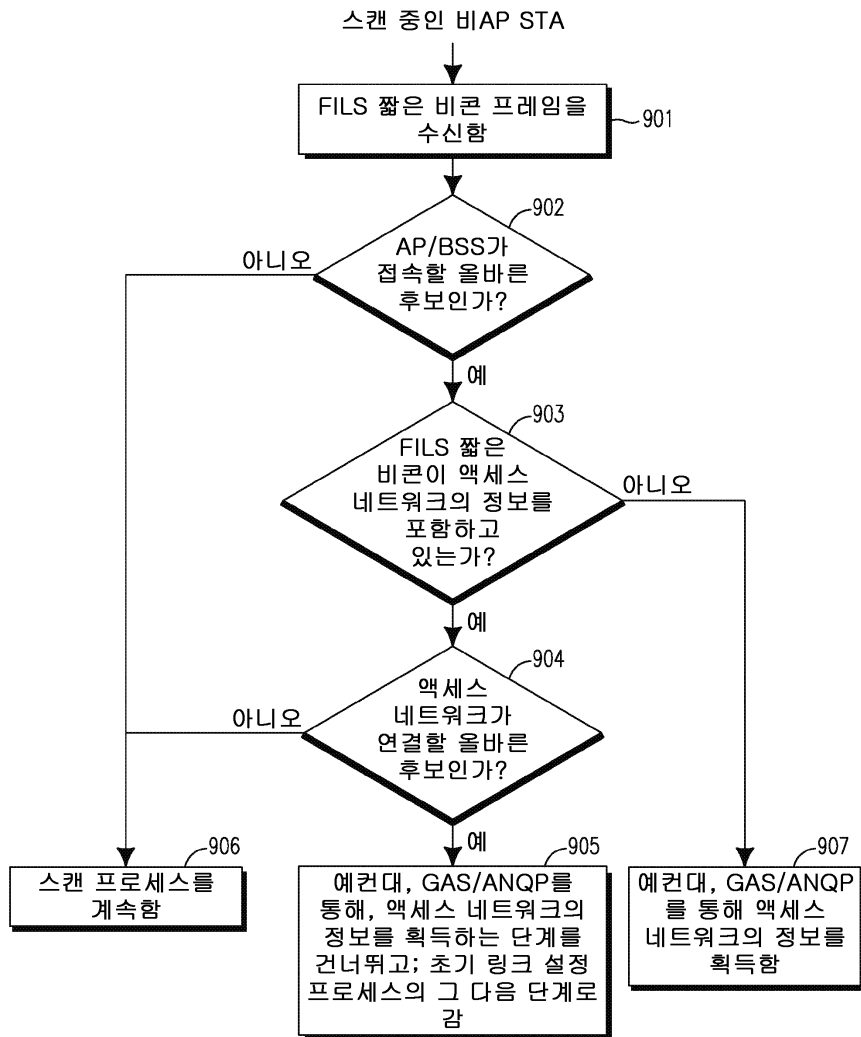 스캔 중인 비AP STA
FILS 짧은 비콘 프레임을
수신함
901
902
AP/BSS가
접속할 올바른
후보인가?
아니오
예
903
FILS 짧은
비콘이 액세스
네트워크의 정보를
포함하고
있는가?
아니오
예
904
액세스
네트워크가
연결할 올바른
후보인가?
아니오
예
906
스캔 프로세스를
계속함
905
예컨대, GAS/ANQP를
통해, 액세스 네트워크의
정보를 획득하는 단계를
건너뛰고; 초기 링크 설정
프로세스의 그 다음 단계로
감
907
예컨대, GAS/ANQP
를 통해 액세스
네트워크의 정보를
획득함